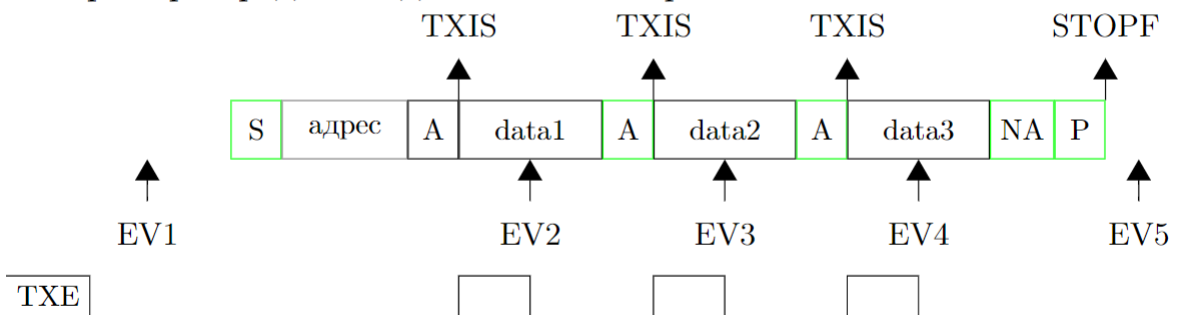 TXIS TXIS TXIS STOPF
S адрес A data1 A data2 A data3 NA P
EV1 EV2 EV3 EV4 EV5
TXE